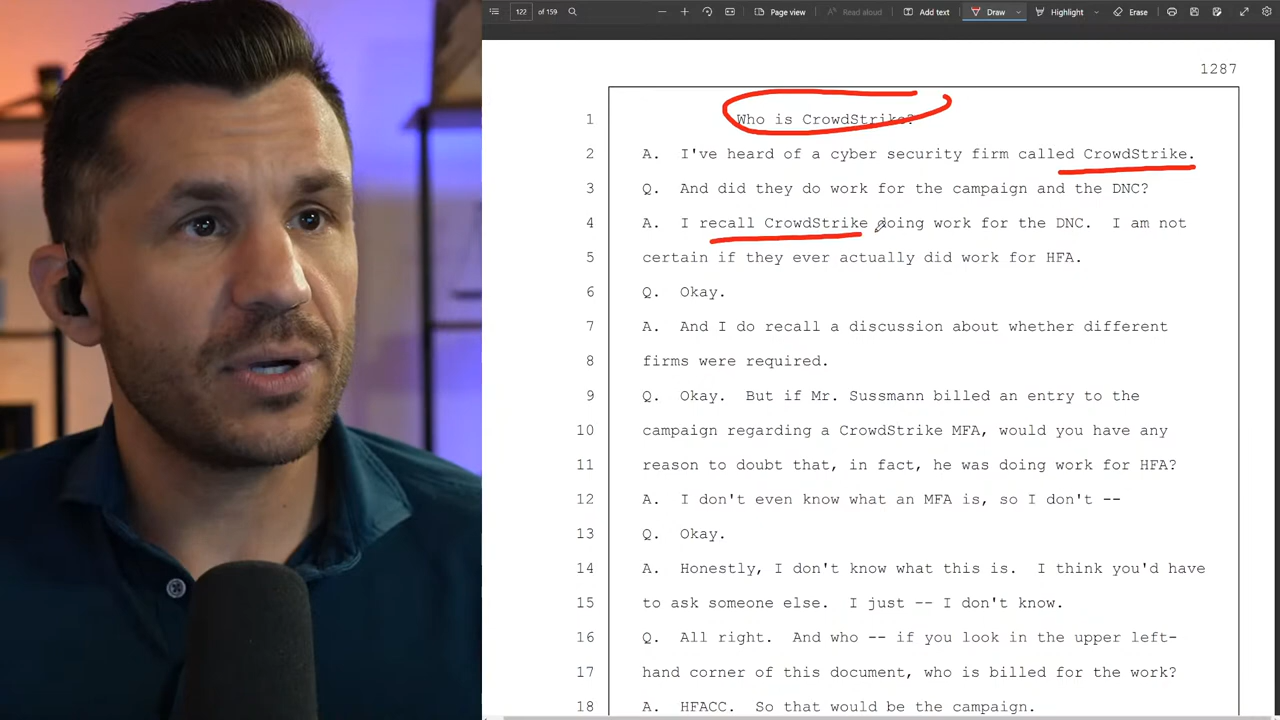 122 of 159 Page view Read aloud Add text Draw Highlight Erase
1287
1 Who is CrowdStrike?
2 A. I've heard of a cyber security firm called CrowdStrike.
3 Q. And did they do work for the campaign and the DNC?
4 A. I recall CrowdStrike doing work for the DNC. I am not
5 certain if they ever actually did work for HFA.
6 Q. Okay.
7 A. And I do recall a discussion about whether different
8 firms were required.
9 Q. Okay. But if Mr. Sussmann billed an entry to the
10 campaign regarding a CrowdStrike MFA, would you have any
11 reason to doubt that, in fact, he was doing work for HFA?
12 A. I don't even know what an MFA is, so I don't --
13 Q. Okay.
14 A. Honestly, I don't know what this is. I think you'd have
15 to ask someone else. I just -- I don't know.
16 Q. All right. And who -- if you look in the upper left-
17 hand corner of this document, who is billed for the work?
18 A. HFACC. So that would be the campaign.